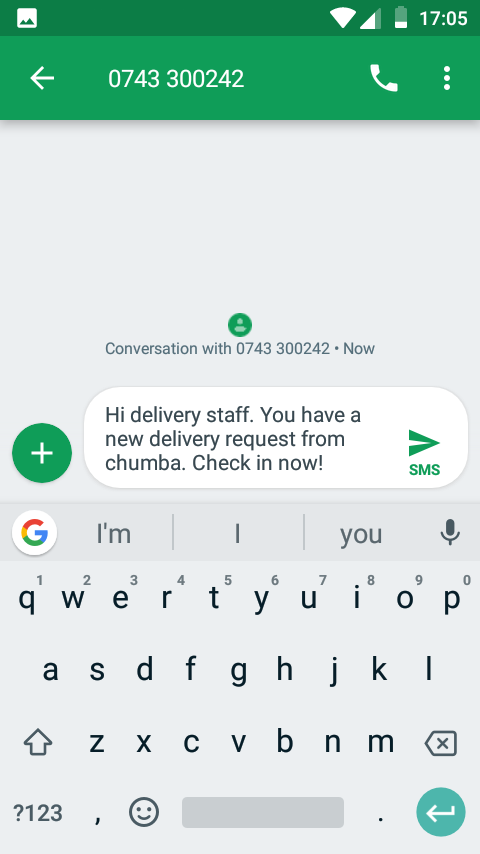 17:05
0743 300242
Conversation with 0743 300242 • Now
Hi delivery staff. You have a
new delivery request from
chumba. Check in now!
SMS
G I'm I you
1 2 3 4 5 6 7 8 9 0
q w e r t y u i o p
a s d f g h j k l
z x c v b n m
?123 , .